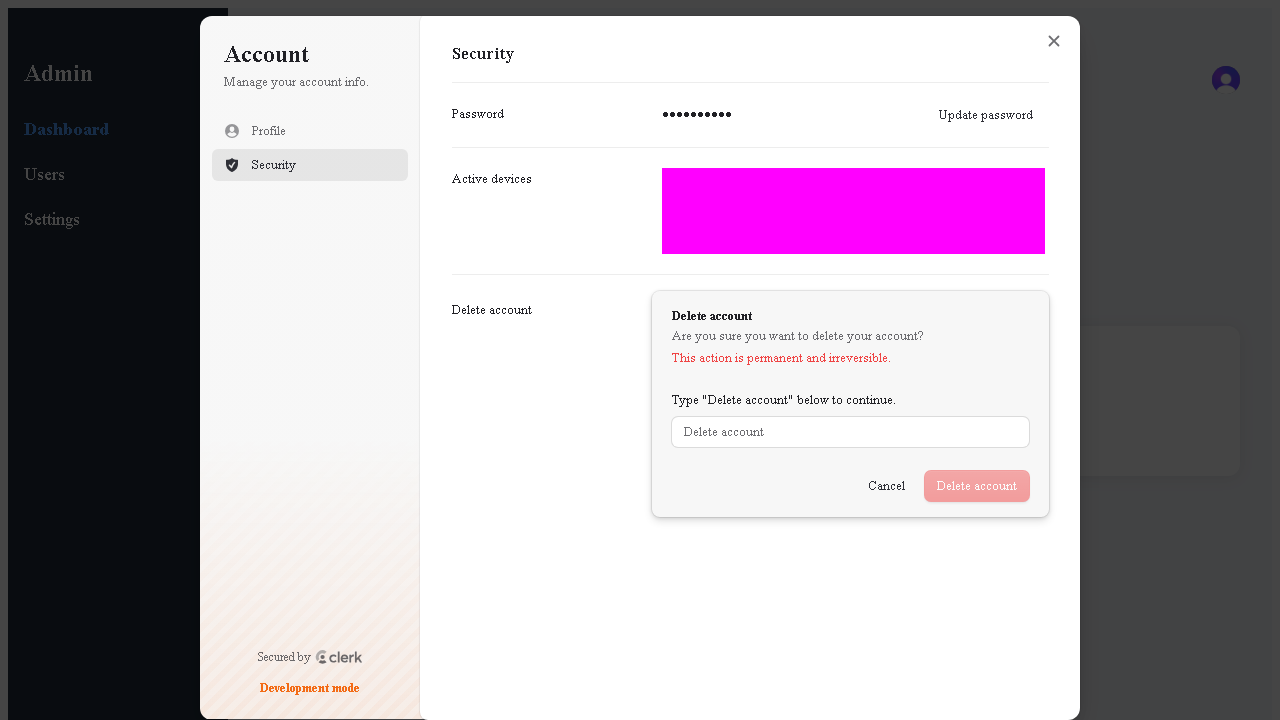 Admin
Dashboard
Users
Settings
Account
Manage your account info.
Profile
Security
Secured by clerk
Development mode
Security
Password
••••••••••
Update password
Active devices
Delete account
Delete account
Are you sure you want to delete your account?
This action is permanent and irreversible.
Type "Delete account" below to continue.
Delete account
Cancel
Delete account